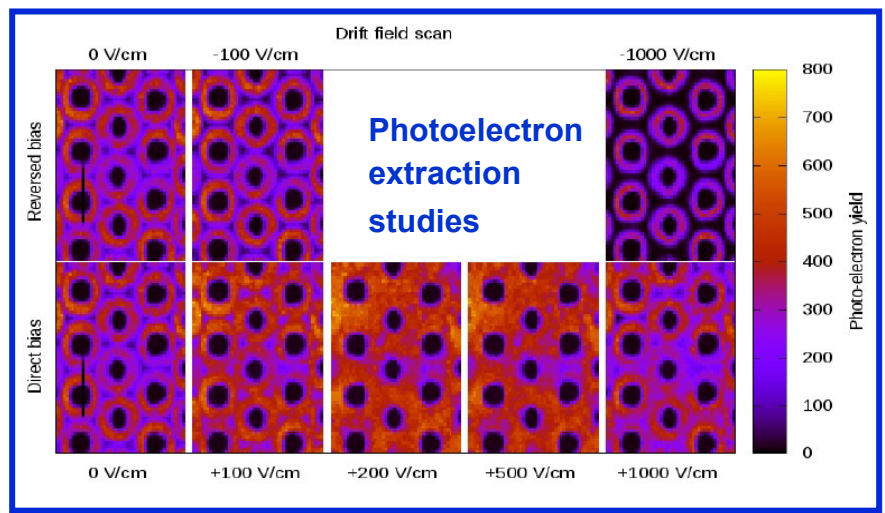 Drift field scan
0 V/cm
-100 V/cm
-1000 V/cm
Reversed bias
Photoelectron
extraction
studies
Direct bias
0 V/cm
+100 V/cm
+200 V/cm
+500 V/cm
+1000 V/cm
800
700
600
500
400
300
200
100
0
Photo-electron yield